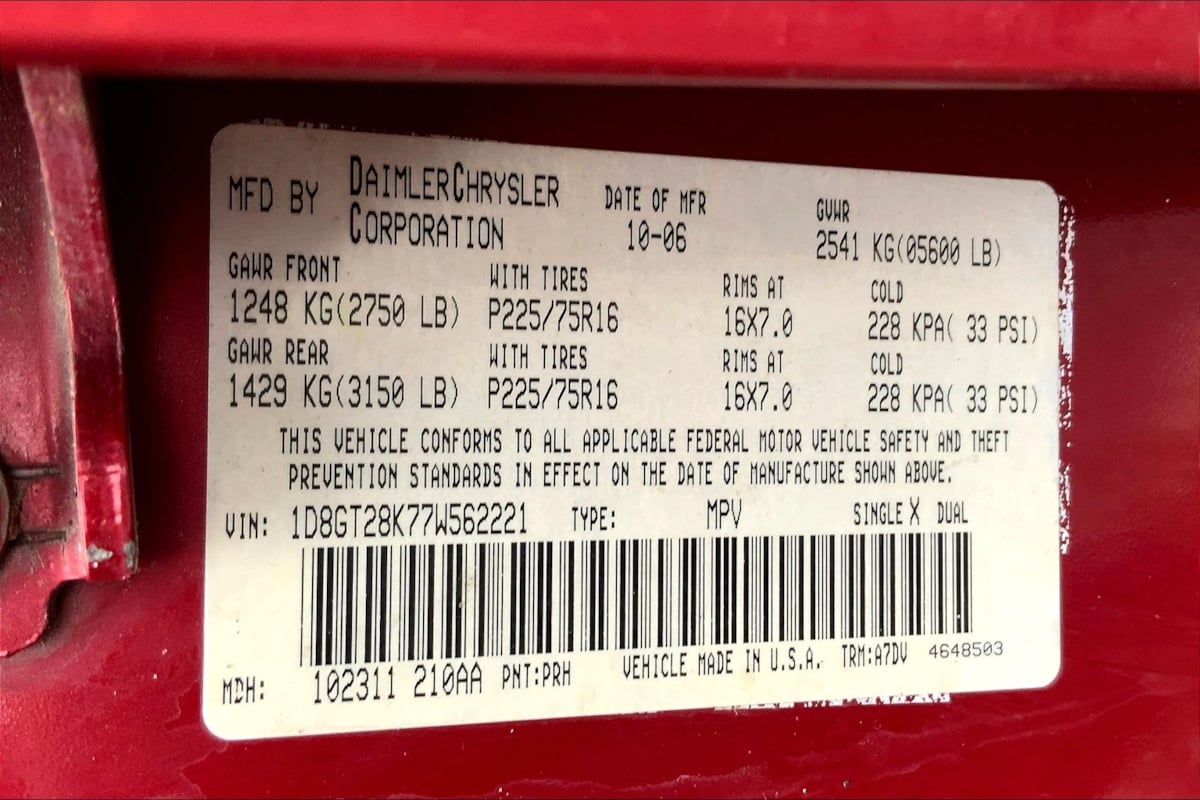 MFD BY DAIMLERCHRYSLER CORPORATION DATE OF MFR 10-06 GVWR 2541 KG(05600 LB)
GAWR FRONT WITH TIRES RIMS AT COLD
1248 KG(2750 LB) P225/75R16 16X7.0 228 KPA( 33 PSI)
GAWR REAR WITH TIRES RIMS AT COLD
1429 KG(3150 LB) P225/75R16 16X7.0 228 KPA( 33 PSI)
THIS VEHICLE CONFORMS TO ALL APPLICABLE FEDERAL MOTOR VEHICLE SAFETY AND THEFT
PREVENTION STANDARDS IN EFFECT ON THE DATE OF MANUFACTURE SHOWN ABOVE.
VIN: 1D8GT28K77W562221 TYPE: MPV SINGLE X DUAL
MDH: 102311 210AA PNT:PRH VEHICLE MADE IN U.S.A. TRM:A7DV 4648503